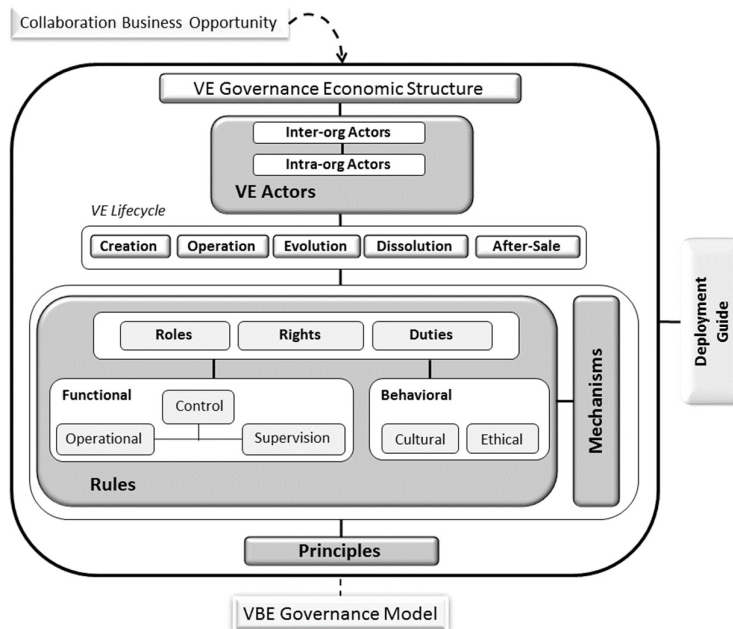 Collaboration Business Opportunity
VE Governance Economic Structure
Inter-org Actors
Intra-org Actors
VE Actors
VE Lifecycle
Creation
Operation
Evolution
Dissolution
After-Sale
Roles
Rights
Duties
Functional
Control
Operational
Supervision
Behavioral
Cultural
Ethical
Rules
Mechanisms
Principles
Deployment
Guide
VBE Governance Model